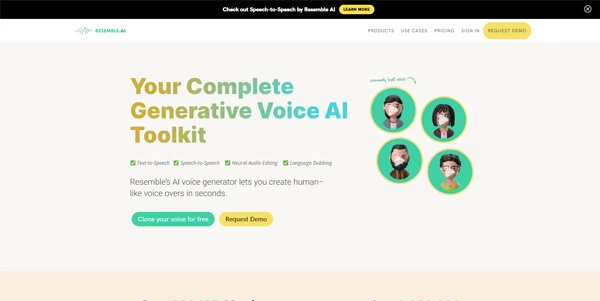 Check out Speech-to-Speech by Resemble AI LEARN MORE
RESEMBLE.AI PRODUCTS USE CASES PRICING SIGN IN REQUEST DEMO
Your Complete
Generative Voice AI
Toolkit
Text-to-Speech Speech-to-Speech Neural Audio Editing Language Dubbing
Resemble's AI voice generator lets you create human–
like voice overs in seconds.
Clone your voice for free Request Demo